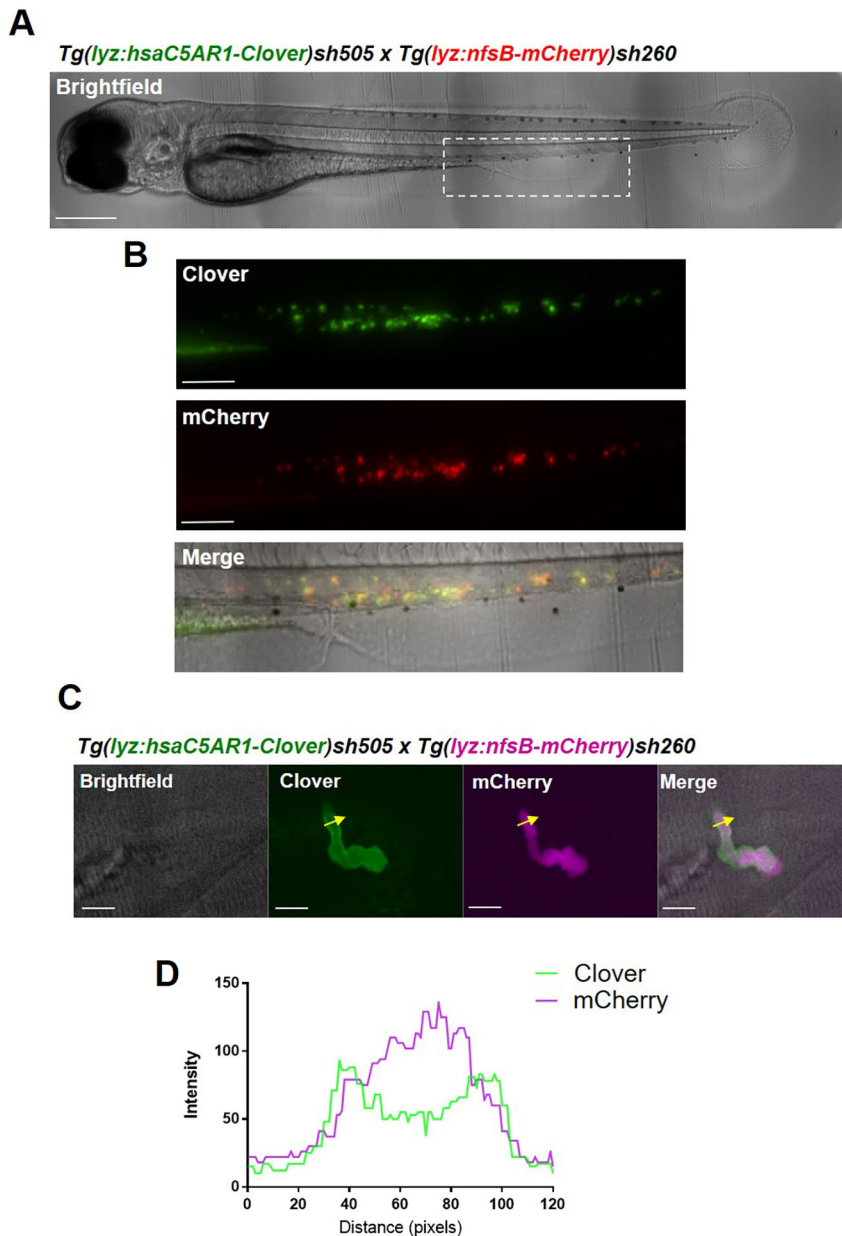 A
Tg(lyz:hsaC5AR1-Clover)sh505 x Tg(lyz:nfsB-mCherry)sh260
Brightfield
B
Clover
mCherry
Merge
C
Tg(lyz:hsaC5AR1-Clover)sh505 x Tg(lyz:nfsB-mCherry)sh260
Brightfield Clover mCherry Merge
D
Clover
mCherry
150
100
50
0
Intensity
0 20 40 60 80 100 120
Distance (pixels)